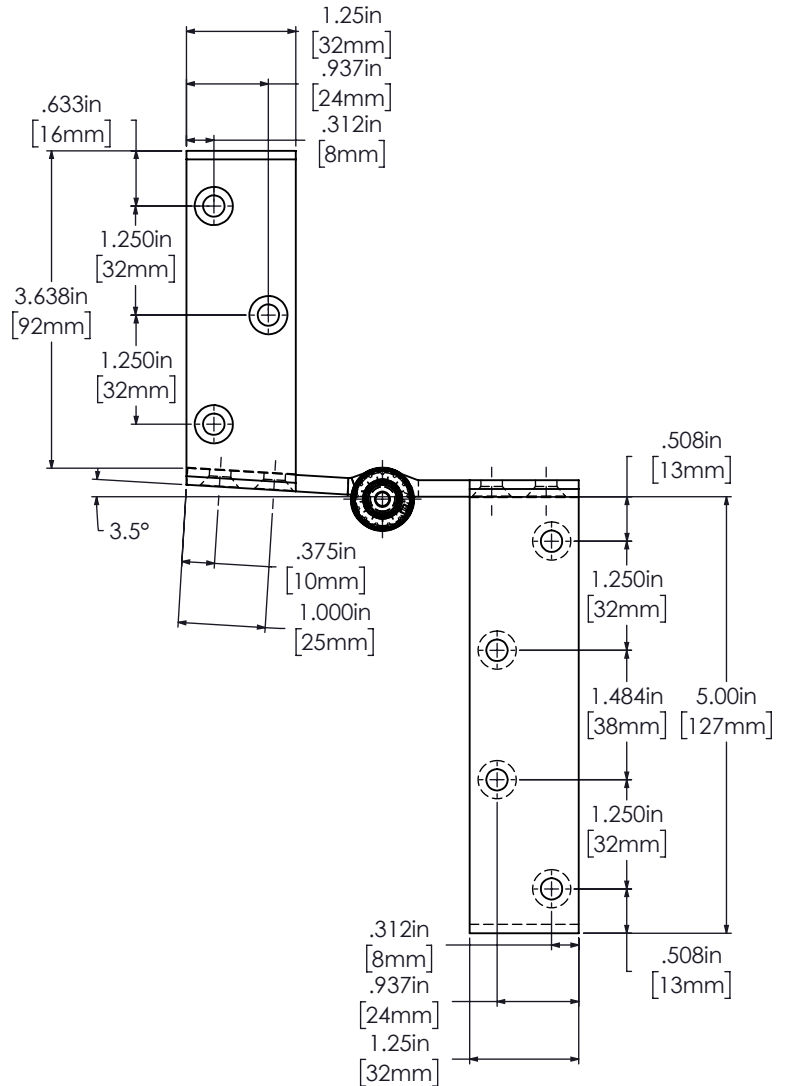 1.25in
[32mm]
.937in
[24mm]
.312in
[8mm]
.633in
[16mm]
1.250in
[32mm]
3.638in
[92mm]
1.250in
[32mm]
3.5°
.375in
[10mm]
1.000in
[25mm]
.508in
[13mm]
1.250in
[32mm]
1.484in
[38mm]
5.00in
[127mm]
1.250in
[32mm]
.508in
[13mm]
.312in
[8mm]
.937in
[24mm]
1.25in
[32mm]